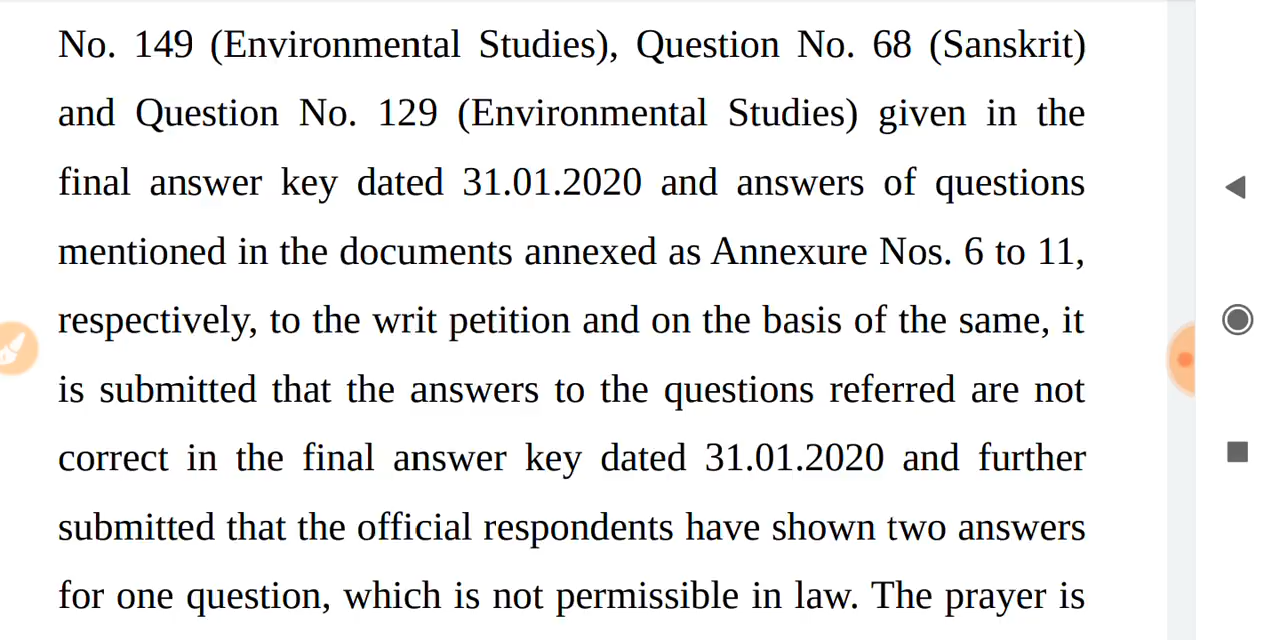 No. 149 (Environmental Studies), Question No. 68 (Sanskrit)
and Question No. 129 (Environmental Studies) given in the
final answer key dated 31.01.2020 and answers of questions
mentioned in the documents annexed as Annexure Nos. 6 to 11,
respectively, to the writ petition and on the basis of the same, it
is submitted that the answers to the questions referred are not
correct in the final answer key dated 31.01.2020 and further
submitted that the official respondents have shown two answers
for one question, which is not permissible in law. The prayer is